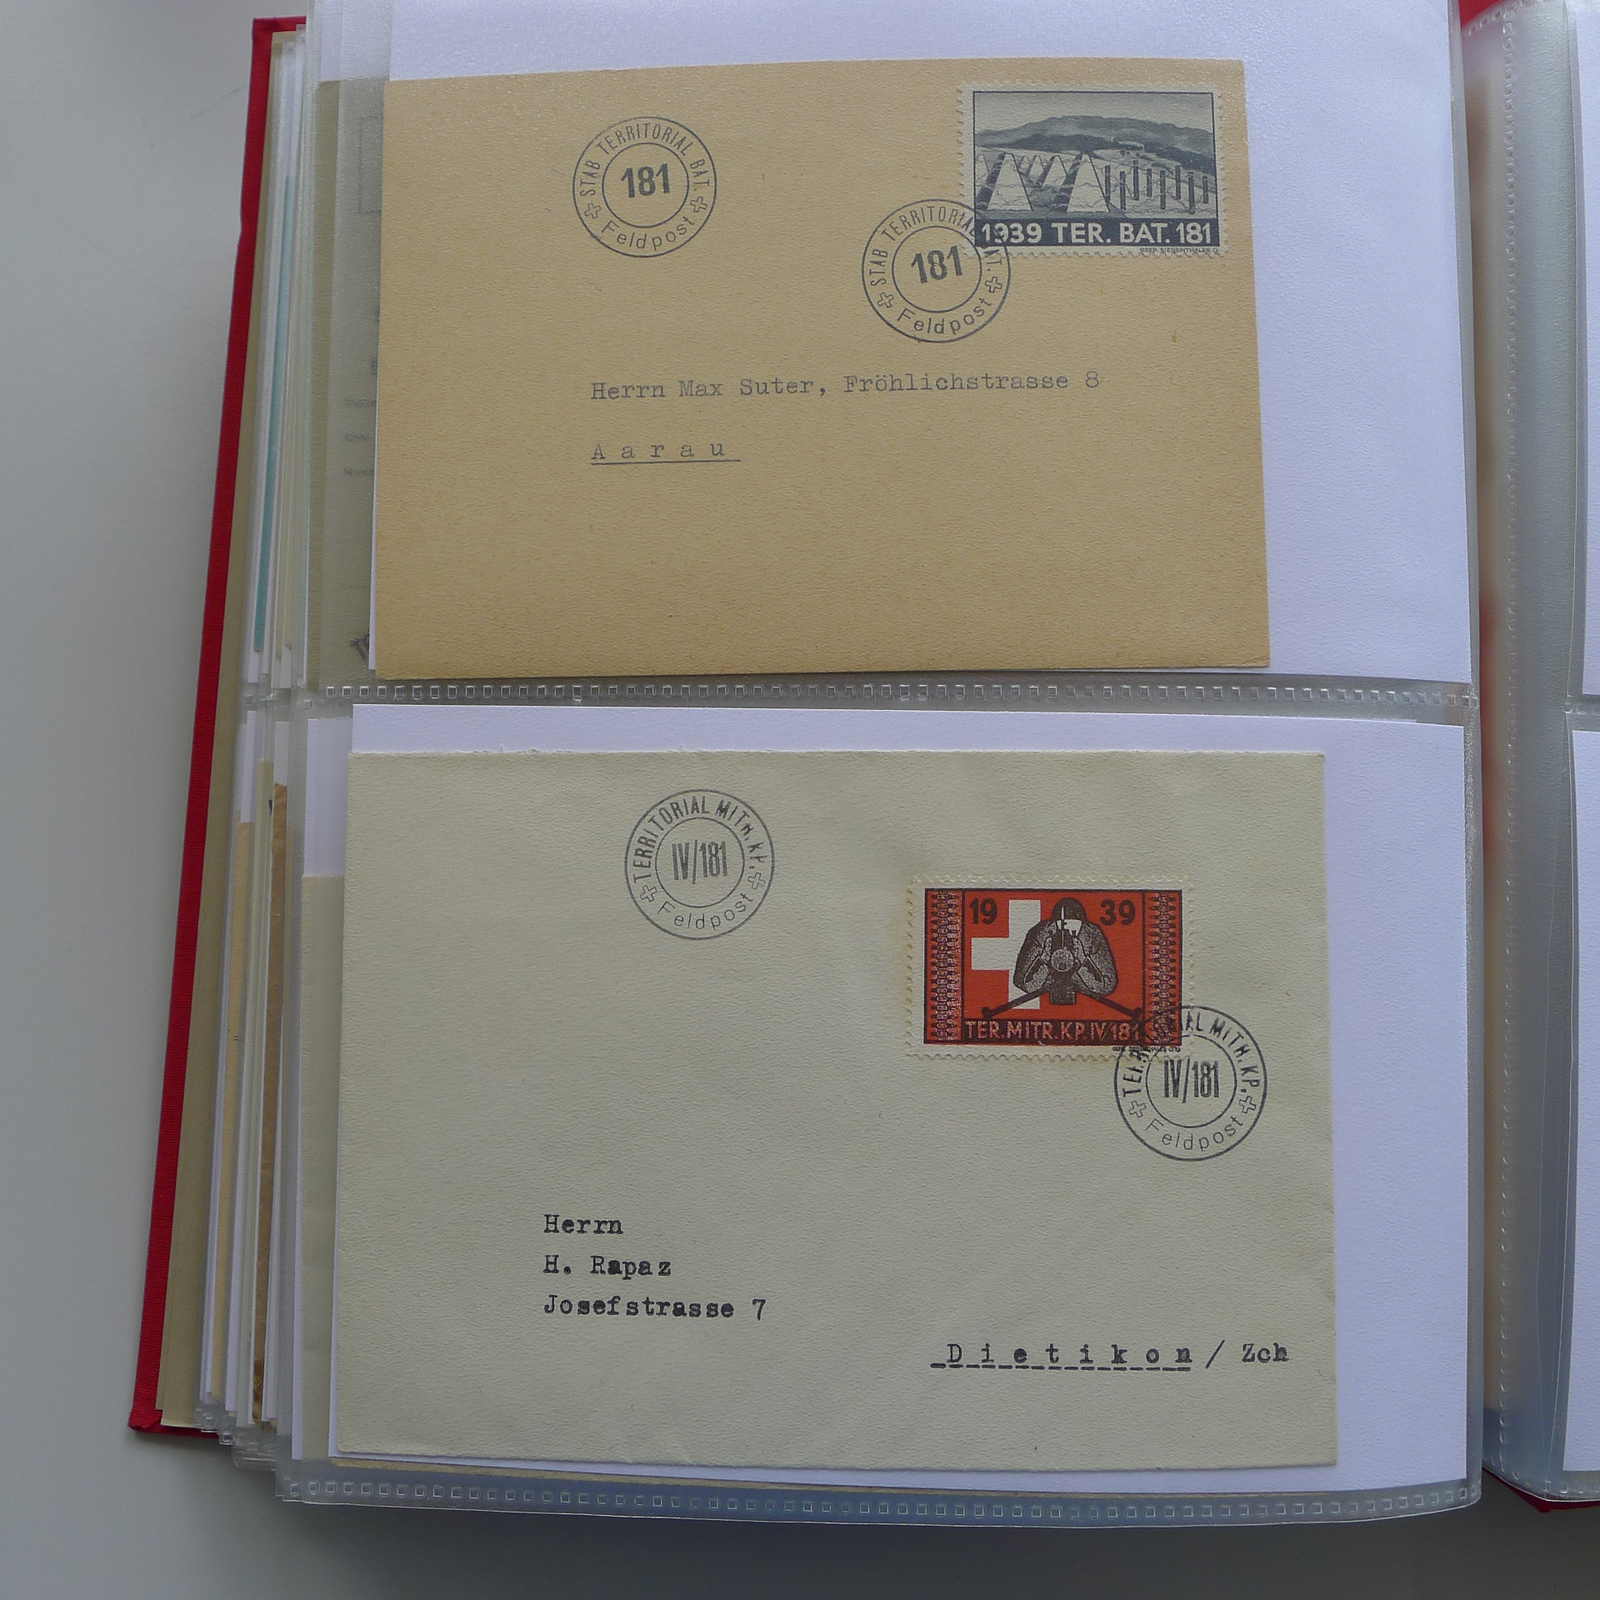 STAB TERRITORIAL BAT.
181
Feldpost
1939 TER. BAT. 181
STAB TERRITORIAL BAT.
181
Feldpost
Herrn Max Suter, Fröhlichstrasse 8
Aarau
TERRITORIAL MITR. KP.
IV/181
Feldpost
19 39
TER. MITR. KP. IV/181
TERRITORIAL MITR. KP.
IV/181
Feldpost
Herrn
H. Rapaz
Josefstrasse 7
Dietikon / Zch